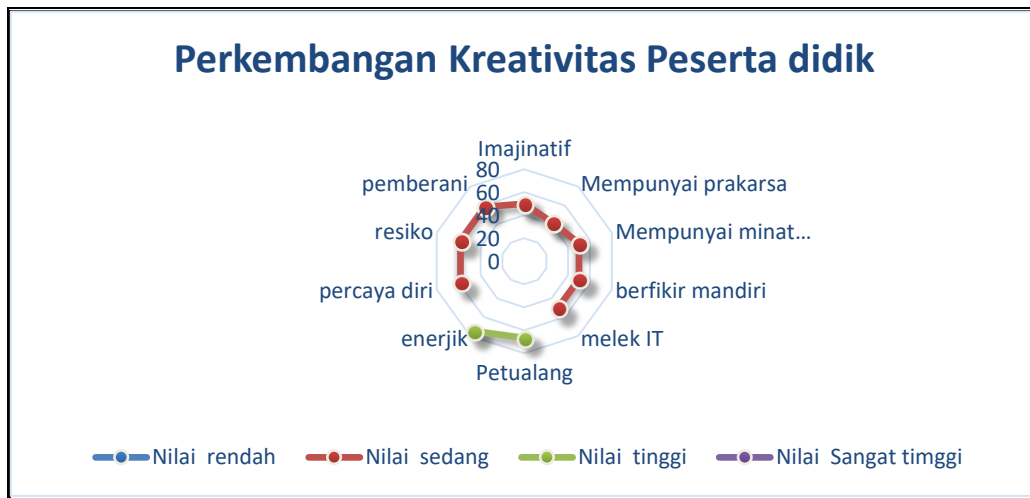 Perkembangan Kreativitas Peserta didik
Imajinatif
80
pemberani
60
Mempunyai prakarsa
40
resiko
20
Mempunyai minat...
0
percaya diri
berfikir mandiri
enerjik
melek IT
Petualang
Nilai rendah
Nilai sedang
Nilai tinggi
Nilai Sangat timggi